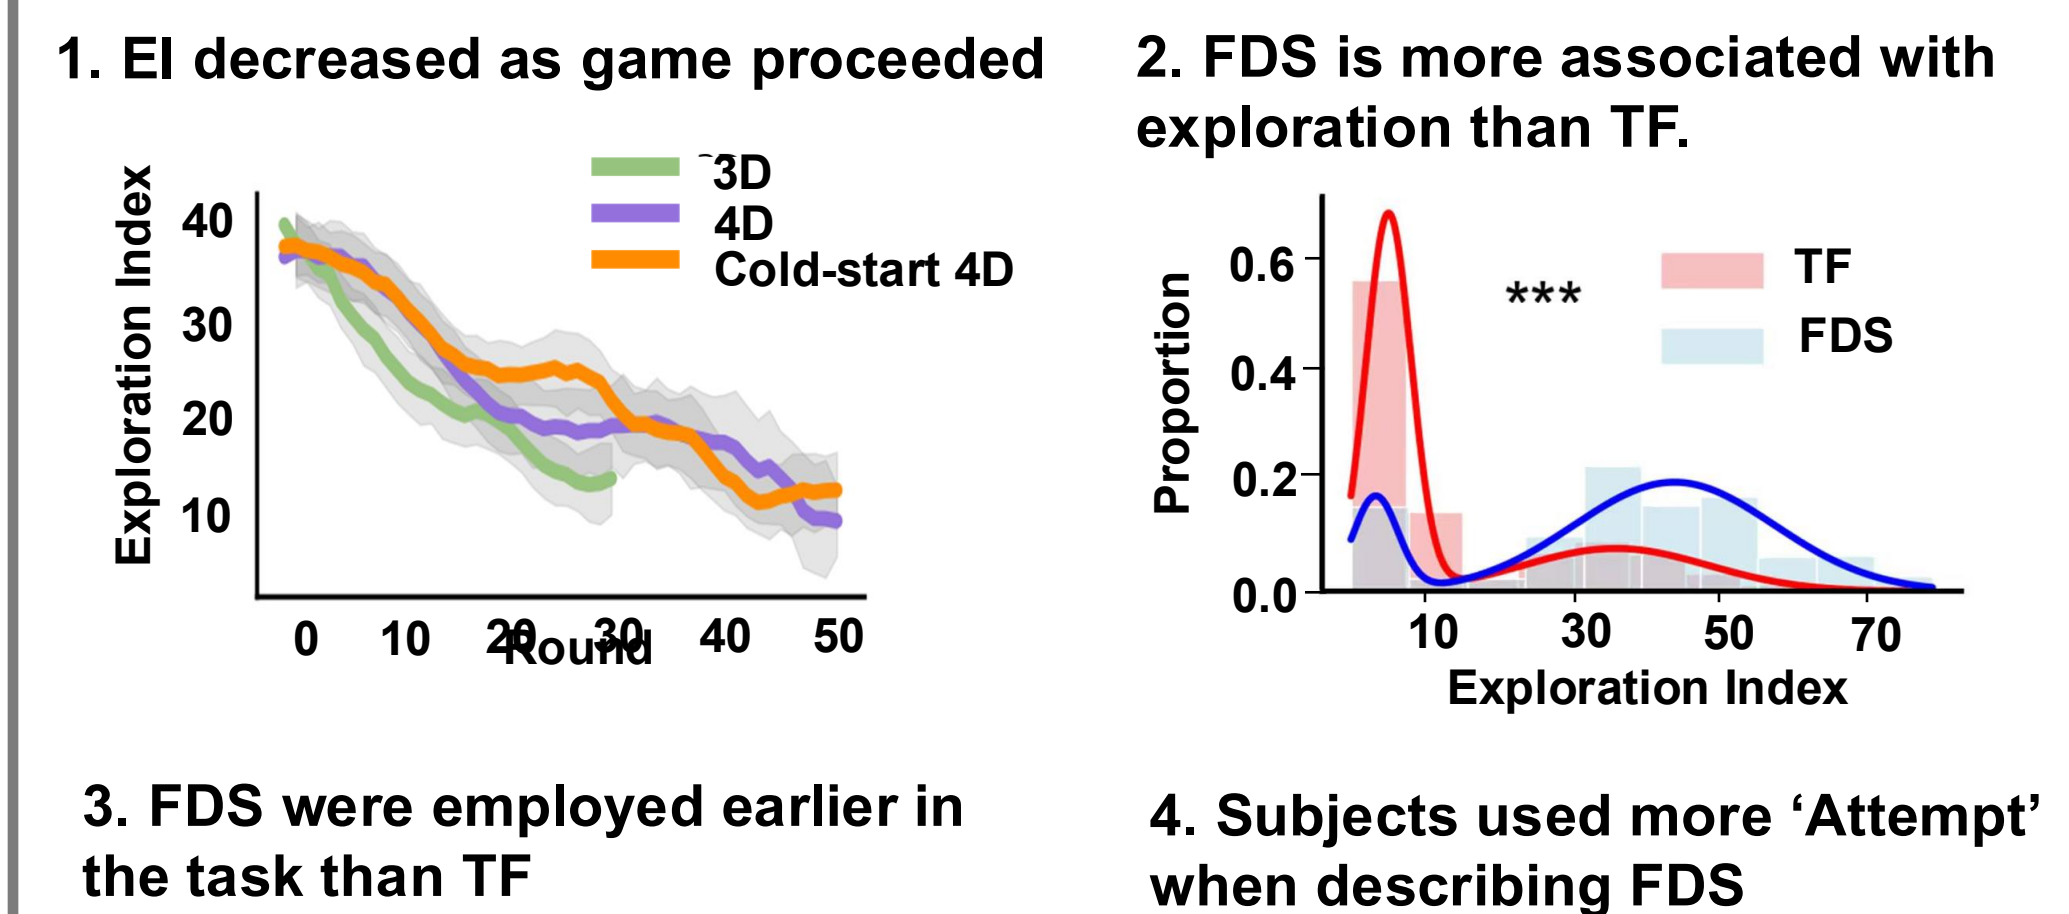 1. EI decreased as game proceeded
3D
4D
Cold-start 4D
Exploration Index
40
30
20
10
0 10 20 30 40 50
Round
2. FDS is more associated with
exploration than TF.
TF
FDS
***
Proportion
0.6
0.4
0.2
0.0
10 30 50 70
Exploration Index
3. FDS were employed earlier in
the task than TF
4. Subjects used more ‘Attempt’
when describing FDS